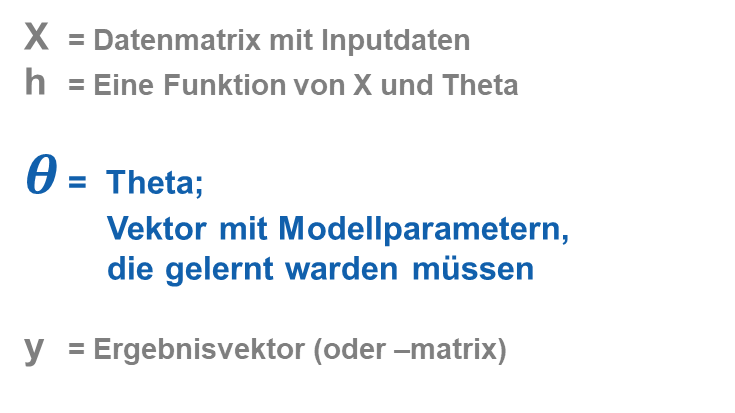 X = Datenmatrix mit Inputdaten
h = Eine Funktion von X und Theta
θ = Theta;
Vektor mit Modellparametern,
die gelernt warden müssen
y = Ergebnisvektor (oder –matrix)